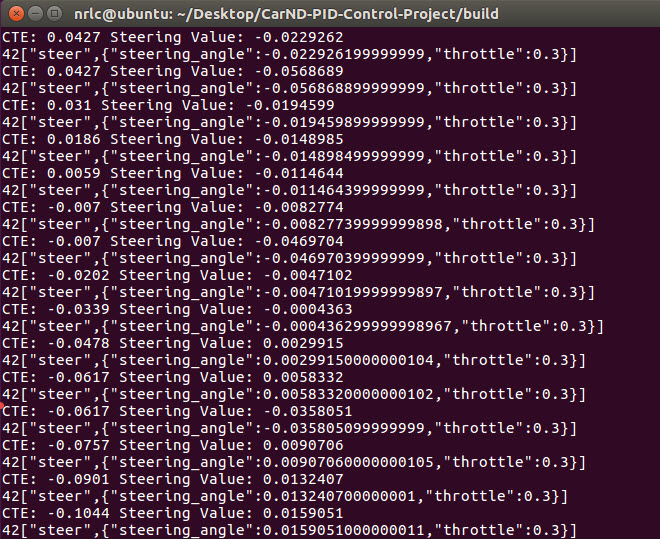 nrlc@ubuntu: ~/Desktop/CarND-PID-Control-Project/build
CTE: 0.0427 Steering Value: -0.0229262
42["steer",{"steering_angle":-0.022926199999999,"throttle":0.3}]
CTE: 0.0427 Steering Value: -0.0568689
42["steer",{"steering_angle":-0.056868899999999,"throttle":0.3}]
CTE: 0.031 Steering Value: -0.0194599
42["steer",{"steering_angle":-0.019459899999999,"throttle":0.3}]
CTE: 0.0186 Steering Value: -0.0148985
42["steer",{"steering_angle":-0.014898499999999,"throttle":0.3}]
CTE: 0.0059 Steering Value: -0.0114644
42["steer",{"steering_angle":-0.011464399999999,"throttle":0.3}]
CTE: -0.007 Steering Value: -0.0082774
42["steer",{"steering_angle":-0.00827739999999898,"throttle":0.3}]
CTE: -0.007 Steering Value: -0.0469704
42["steer",{"steering_angle":-0.046970399999999,"throttle":0.3}]
CTE: -0.0202 Steering Value: -0.0047102
42["steer",{"steering_angle":-0.00471019999999897,"throttle":0.3}]
CTE: -0.0339 Steering Value: -0.0004363
42["steer",{"steering_angle":-0.000436299999998967,"throttle":0.3}]
CTE: -0.0478 Steering Value: 0.0029915
42["steer",{"steering_angle":0.00299150000000104,"throttle":0.3}]
CTE: -0.0617 Steering Value: 0.0058332
42["steer",{"steering_angle":0.00583320000000102,"throttle":0.3}]
CTE: -0.0617 Steering Value: -0.0358051
42["steer",{"steering_angle":-0.035805099999999,"throttle":0.3}]
CTE: -0.0757 Steering Value: 0.0090706
42["steer",{"steering_angle":0.00907060000000105,"throttle":0.3}]
CTE: -0.0901 Steering Value: 0.0132407
42["steer",{"steering_angle":0.013240700000001,"throttle":0.3}]
CTE: -0.1044 Steering Value: 0.0159051
42["steer",{"steering_angle":0.0159051000000011,"throttle":0.3}]